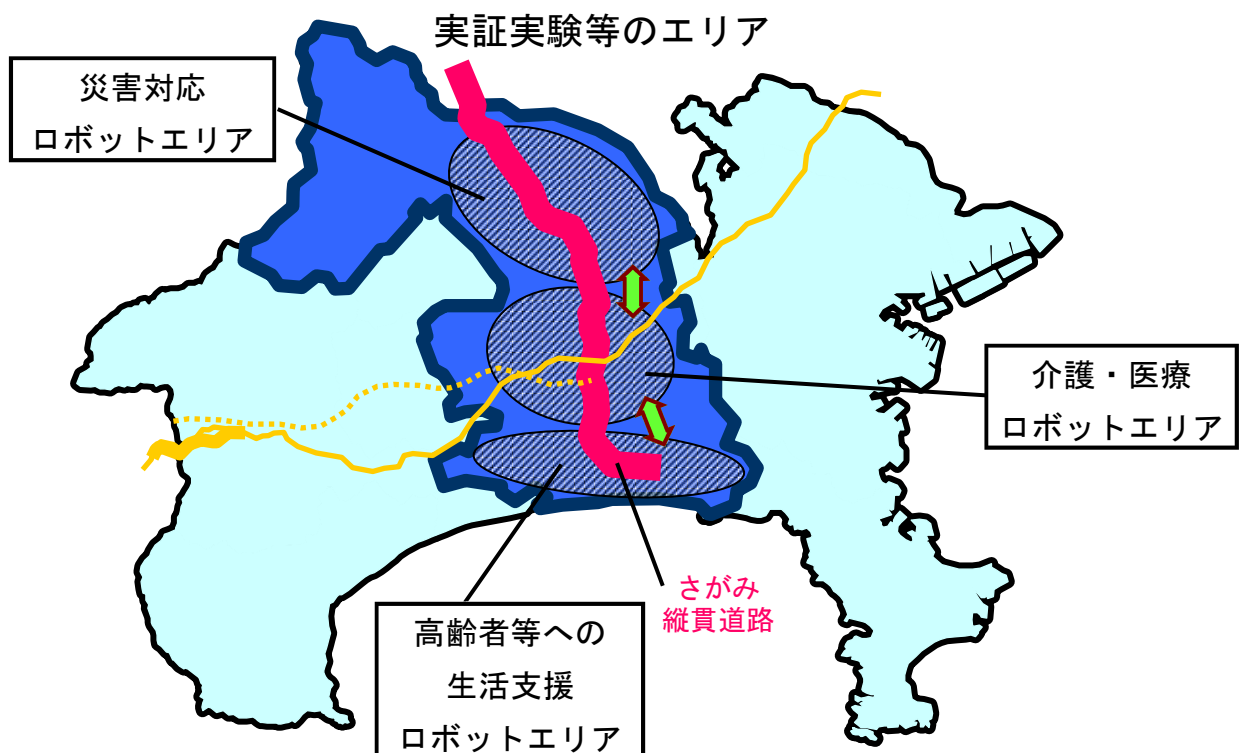 実証実験等のエリア
災害対応
ロボットエリア
介護・医療
ロボットエリア
さがみ
縦貫道路
高齢者等への
生活支援
ロボットエリア